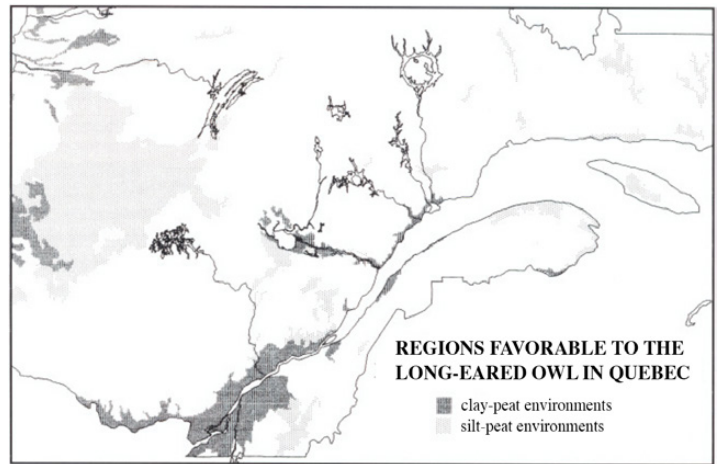 REGIONS FAVORABLE TO THE
LONG-EARED OWL IN QUEBEC
clay-peat environments
silt-peat environments